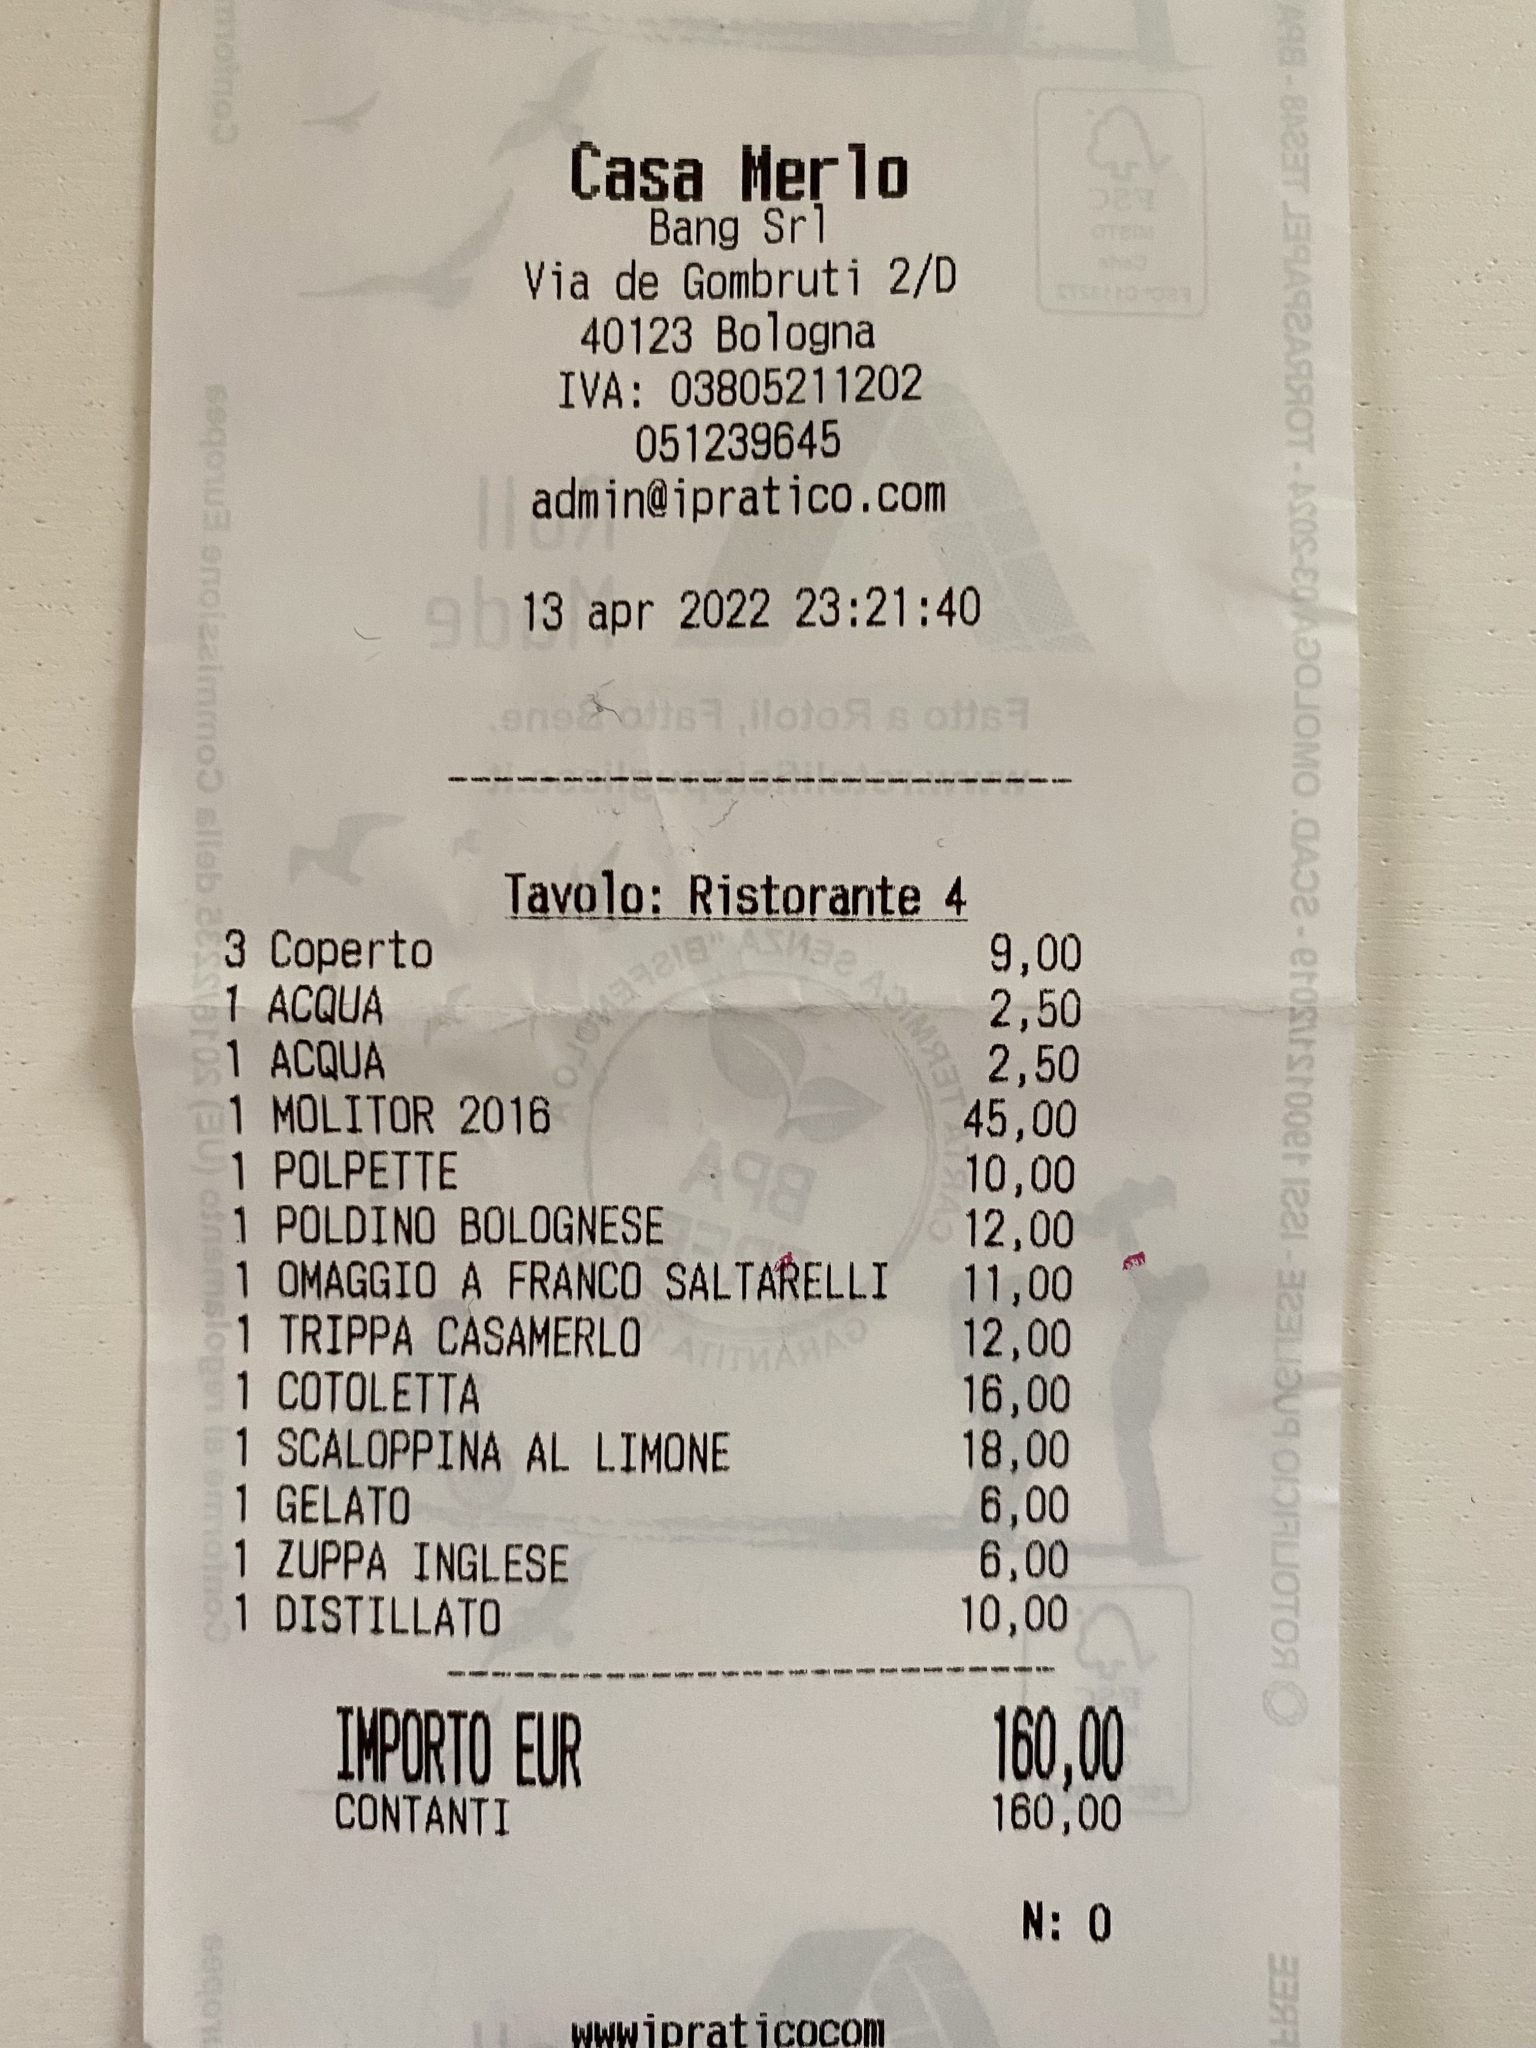 Casa Merlo
Bang Srl
Via de Gombruti 2/D
40123 Bologna
IVA: 03805211202
051239645
admin@ipratico.com
13 apr 2022 23:21:40
Tavolo: Ristorante 4
3 Coperto 9,00
1 ACQUA 2,50
1 ACQUA 2,50
1 MOLITOR 2016 45,00
1 POLPETTE 10,00
1 POLDINO BOLOGNESE 12,00
1 OMAGGIO A FRANCO SALTARELLI 11,00
1 TRIPPA CASAMERLO 12,00
1 COTOLETTA 16,00
1 SCALOPPINA AL LIMONE 18,00
1 GELATO 6,00
1 ZUPPA INGLESE 6,00
1 DISTILLATO 10,00
IMPORTO EUR 160,00
CONTANTI 160,00
N: 0
wwwipraticocom